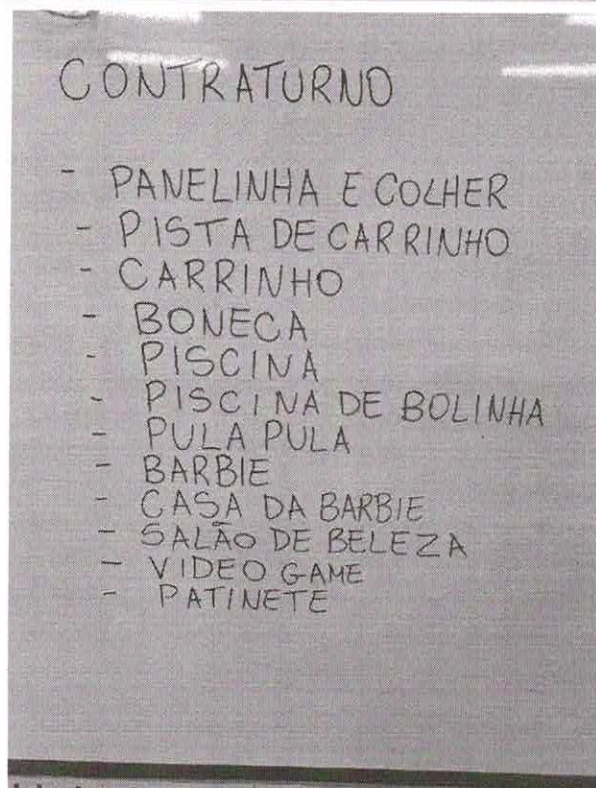 CONTRATURNO
- PANELINHA E COLHER
- PISTA DE CARRINHO
- CARRINHO
- BONECA
- PISCINA
- PISCINA DE BOLINHA
- PULA PULA
- BARBIE
- CASA DA BARBIE
- SALÃO DE BELEZA
- VIDEO GAME
- PATINETE